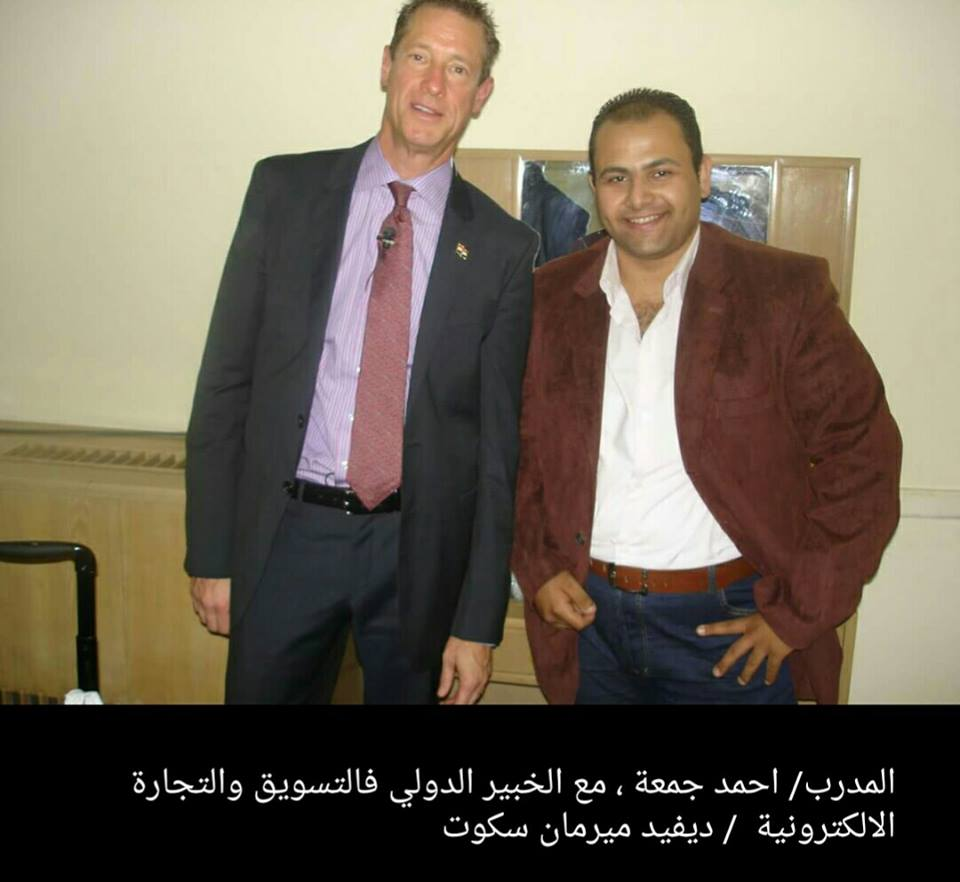 المدرب/ احمد جمعة ، مع الخبير الدولي فالتسويق والتجارة
الالكترونية / ديفيد ميرمان سكوت